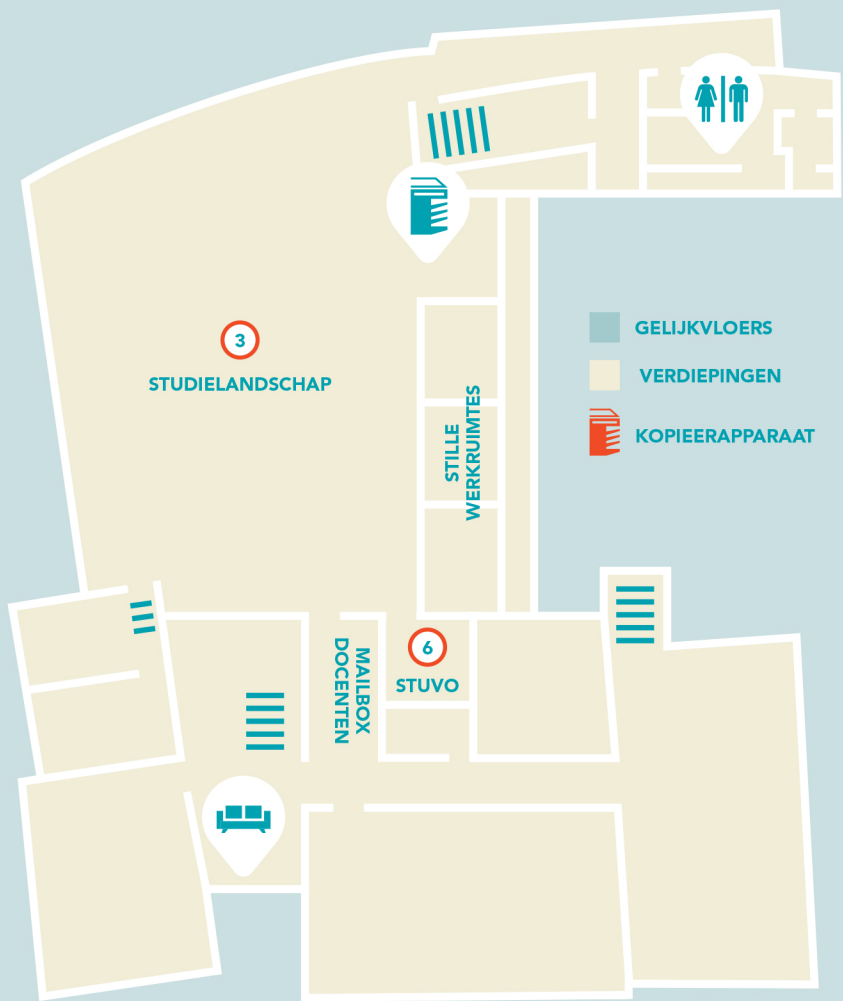 3
STUDIELANDSCHAP
STILLE
WERKRUIMTES
GELIJKVLOERS
VERDIEPINGEN
KOPIEERAPPARAAT
MAILBOX
DOCENTEN
6
STUVO